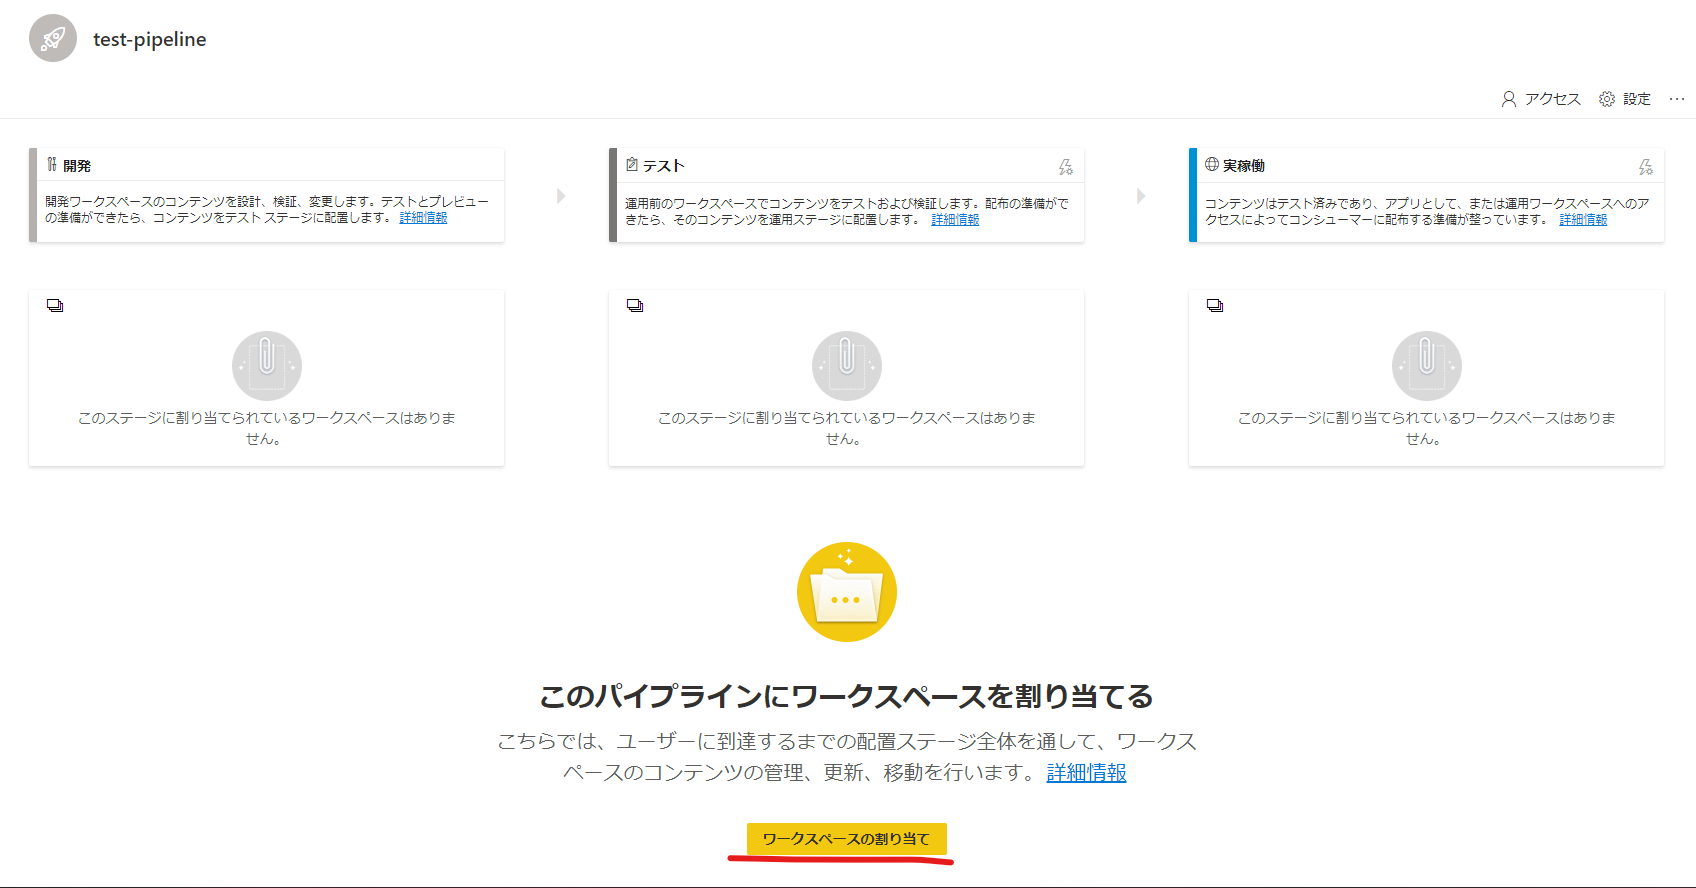 test-pipeline
アクセス 設定 …
開発
開発ワークスペースのコンテンツを設計、検証、変更します。テストとプレビュー
の準備ができたら、コンテンツをテスト ステージに配置します。 詳細情報
テスト
運用前のワークスペースでコンテンツをテストおよび検証します。配布の準備がで
きたら、そのコンテンツを運用ステージに配置します。 詳細情報
実稼働
コンテンツはテスト済みであり、アプリとして、または運用ワークスペースへのア
クセスによってコンシューマーに配布する準備が整っています。 詳細情報
このステージに割り当てられているワークスペースはありま
せん。
このステージに割り当てられているワークスペースはありま
せん。
このステージに割り当てられているワークスペースはありま
せん。
このパイプラインにワークスペースを割り当てる
こちらでは、ユーザーに到達するまでの配置ステージ全体を通して、ワークス
ペースのコンテンツの管理、更新、移動を行います。 詳細情報
ワークスペースの割り当て